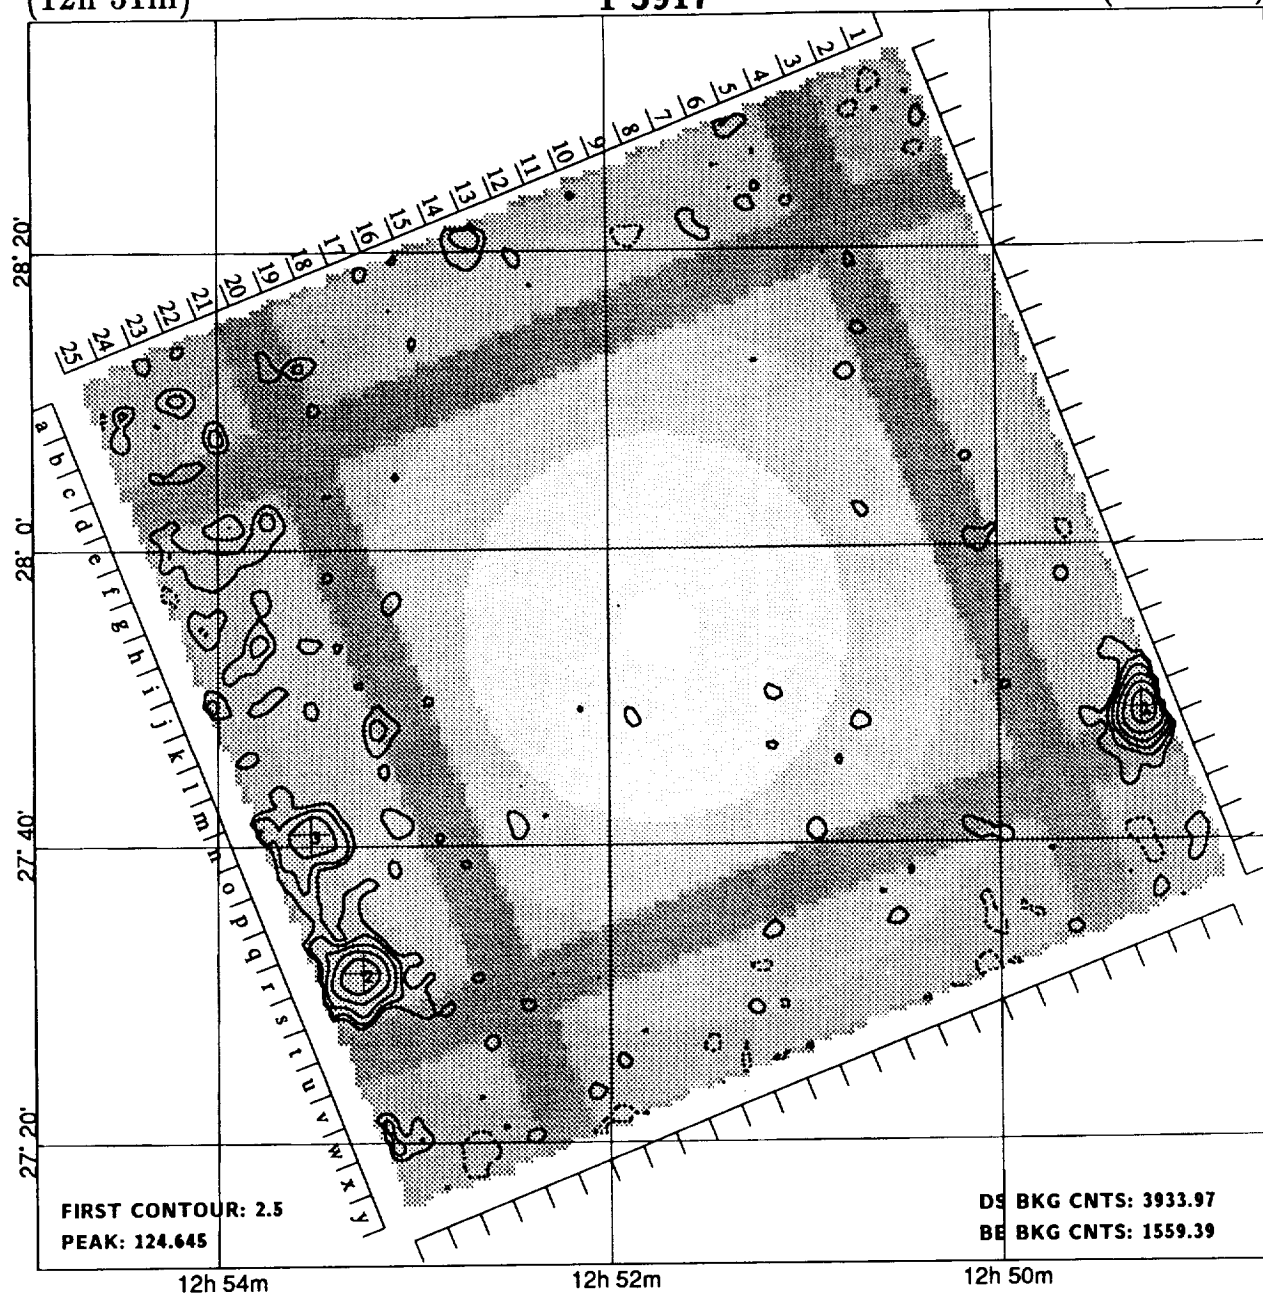 (12h 51m)
1 2 3 4 5 6 7 8 9 10 11 12 13 14 15 16 17 18 19 20 21 22 23 24 25
28° 20'
a b c d e f g h i j k l m n o p q r s t u v w x y
28° 0'
27° 40'
3
2
27° 20'
FIRST CONTOUR: 2.5
DS BKG CNTS: 3933.97
PEAK: 124.645
BE BKG CNTS: 1559.39
12h 54m
12h 52m
12h 50m